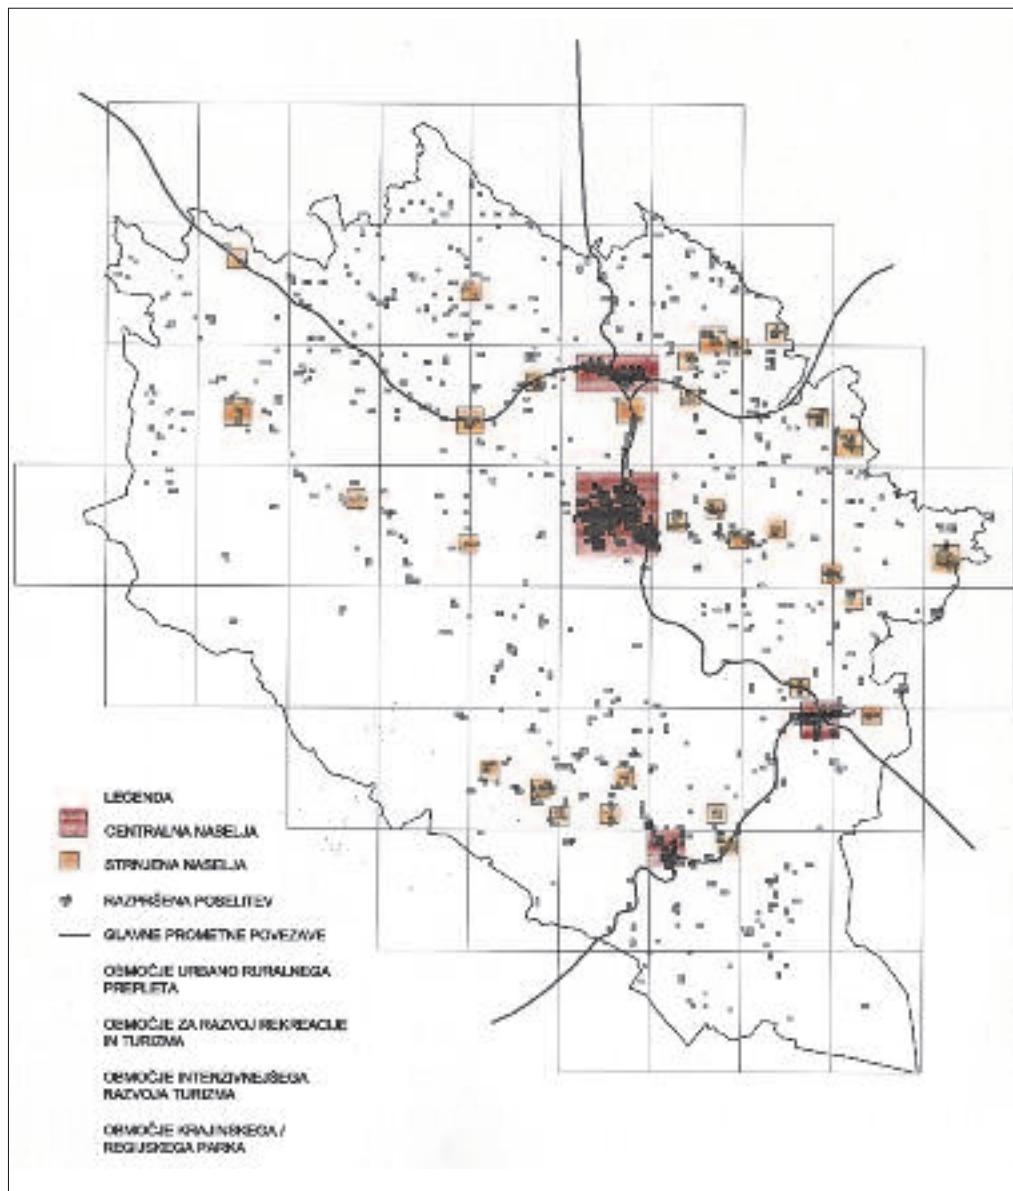 LEGENDA
CENTRALNA NASELJA
STRNJENA NASELJA
RAZPRŠENA POSELITEV
GLAVNE PROMETNE POVEZAVE
OBMOČJE URBANO RURALNEGA
PREPLETA
OBMOČJE ZA RAZVOJ REKREACIJE
IN TURIZMA
OBMOČJE INTENZIVNEJŠEGA
RAZVOJA TURIZMA
OBMOČJE KRAJINSKEGA /
REGIJSKEGA PARKA